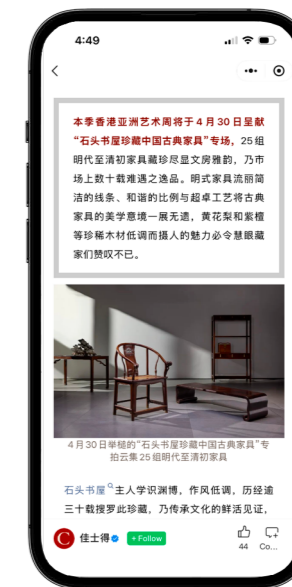 4:49
本季香港亚洲艺术周将于 4 月 30 日呈献
“石头书屋珍藏中国古典家具”专场，25 组
明代至清初家具藏珍尽显文房雅韵，乃市
场上数十载难遇之逸品。明式家具流丽简
洁的线条、和谐的比例与超卓工艺将古典
家具的美学意境一展无遗，黄花梨和紫檀
等珍稀木材低调而摄人的魅力必令慧眼藏
家们赞叹不已。
4 月 30 日举槌的“石头书屋珍藏中国古典家具”专
拍云集 25 组明代至清初家具
石头书屋主人学识渊博，作风低调，历经逾
三十载搜罗此珍藏，乃传承文化的鲜活见证，
C 佳士得 +Follow 44 Co...